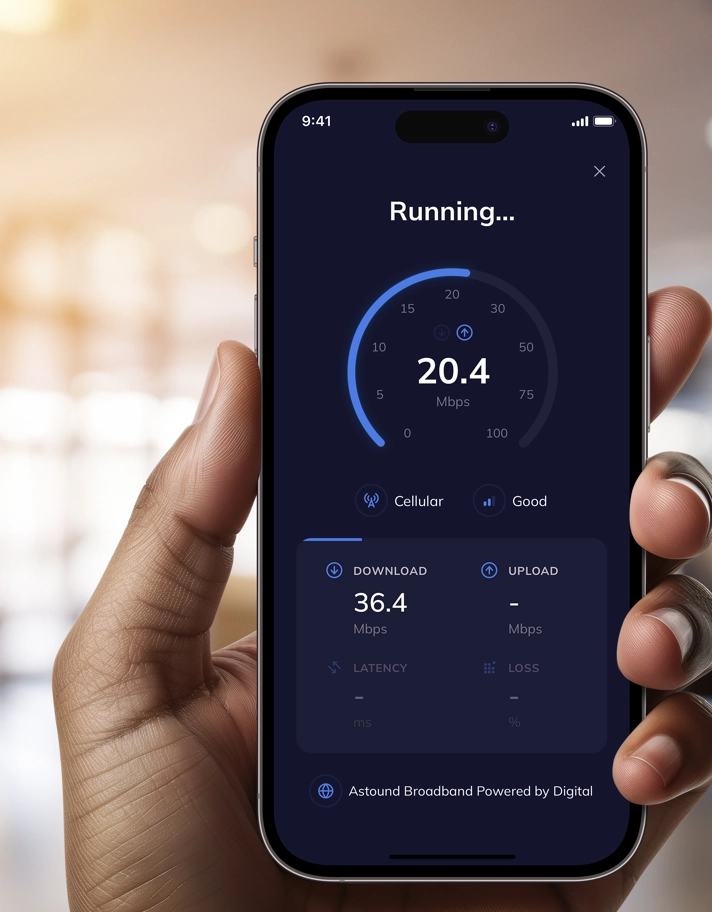 9:41
Running...
20
15 30
10 50
20.4
Mbps
5 75
0 100
Cellular Good
DOWNLOAD UPLOAD
36.4 -
Mbps Mbps
LATENCY LOSS
- -
ms %
Astound Broadband Powered by Digital